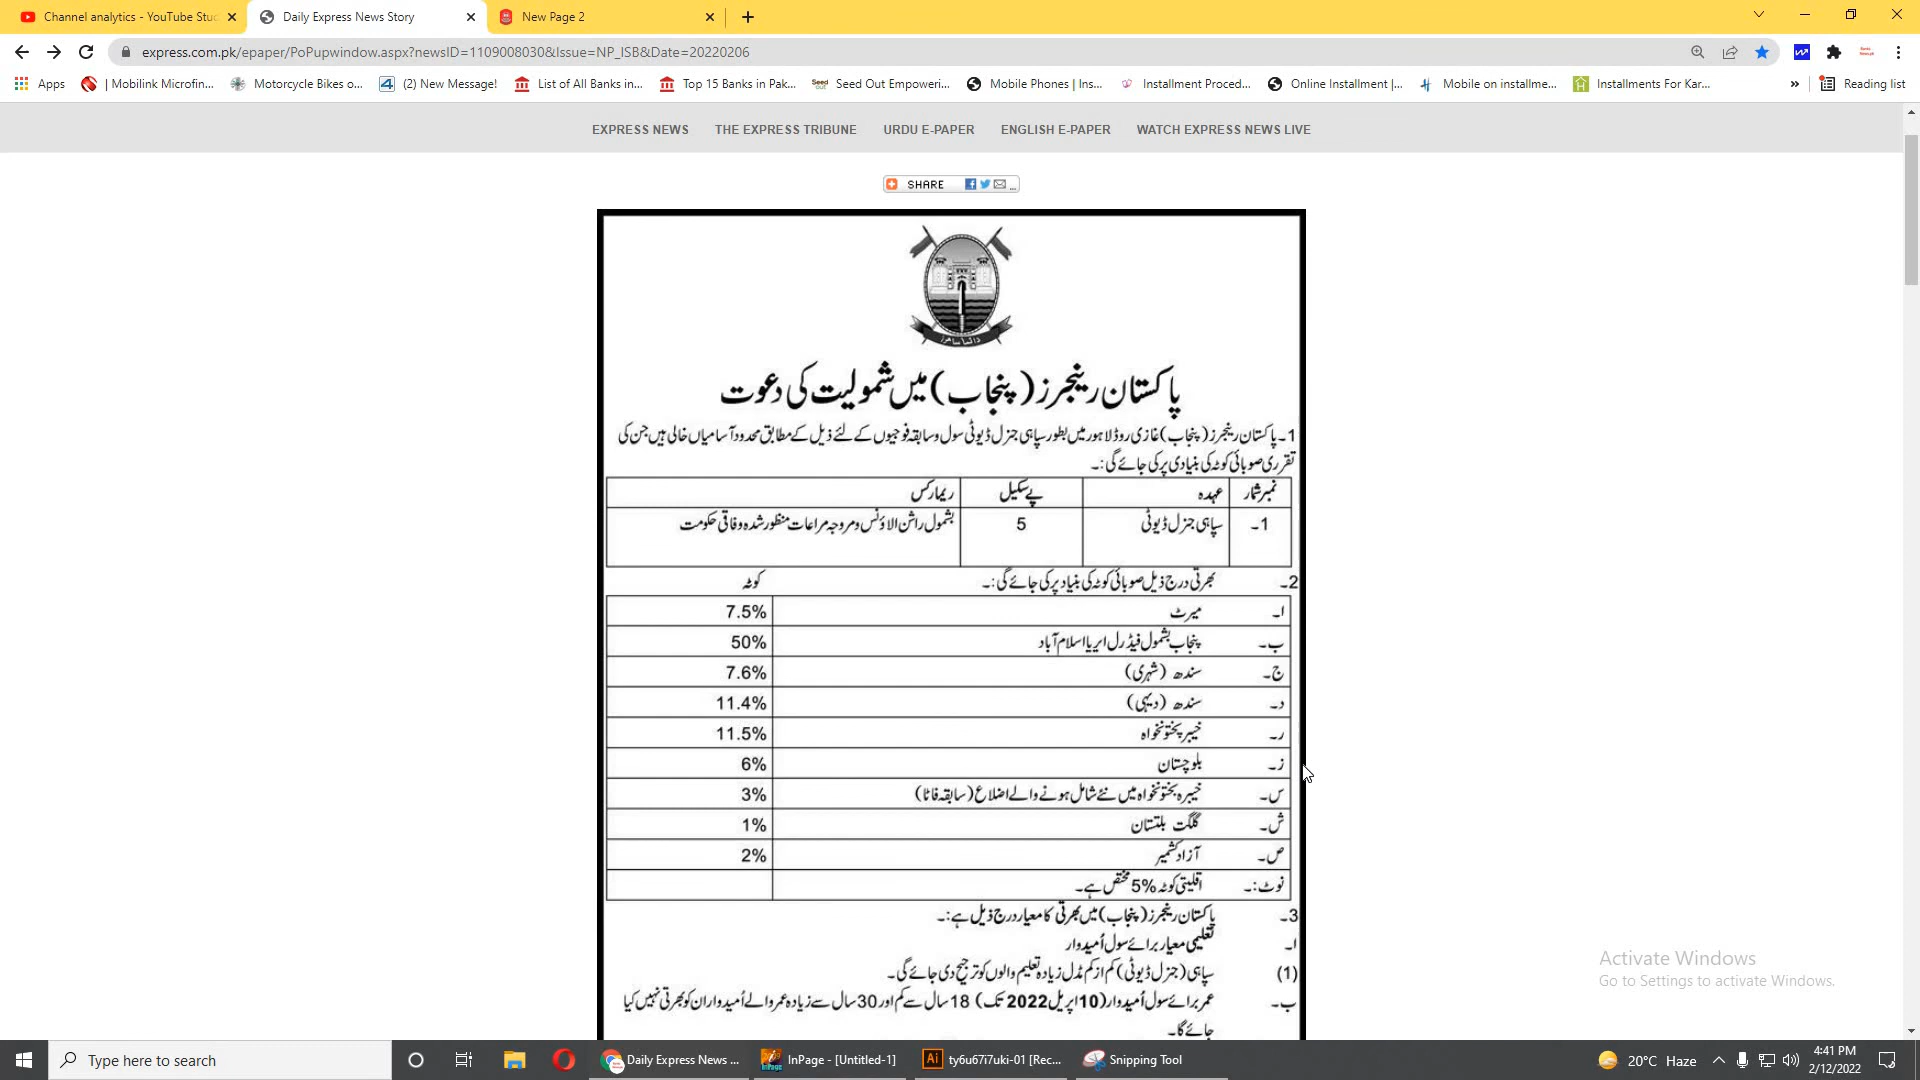 Channel analytics - YouTube Stu
Daily Express News Story
New Page 2
express.com.pk/epaper/PoPupwindow.aspx?newsID=1109008030&Issue=NP_ISB&Date=20220206
Apps
| Mobilink Microfin...
Motorcycle Bikes o...
(2) New Message!
List of All Banks in...
Top 15 Banks in Pak...
Seed Out Empoweri...
Mobile Phones | Ins...
Installment Proced...
Online Installment |...
Mobile on installme...
Installments For Kar...
»
Reading list
EXPRESS NEWS
THE EXPRESS TRIBUNE
URDU E-PAPER
ENGLISH E-PAPER
WATCH EXPRESS NEWS LIVE
SHARE
پاکستان رینجرز (پنجاب) میں شمولیت کی دعوت
1۔ پاکستان رینجرز (پنجاب) غازی روڈ لاہور میں بطور سپاہی جنرل ڈیوٹی سول و سابقہ فوجیوں کے لئے ذیل کے مطابق محدود آسامیاں خالی ہیں جن کی
تقرری صوبائی کوٹہ کی بنیادی پر کی جائے گی:۔
نمبر شمار عہدہ پے سکیل ریمارکس
1۔ سپاہی جنرل ڈیوٹی 5 بشمول راشن الاؤنس و مروجہ مراعات منظور شدہ وفاقی حکومت
2۔ بھرتی درج ذیل صوبائی کوٹہ کی بنیاد پر کی جائے گی:۔ کوٹہ
ا۔ میرٹ 7.5%
ب۔ پنجاب بشمول فیڈرل ایریا اسلام آباد 50%
ج۔ سندھ (شہری) 7.6%
د۔ سندھ (دیہی) 11.4%
ر۔ خیبر پختونخواہ 11.5%
ز۔ بلوچستان 6%
س۔ خیبرہ پختونخواہ میں نئے شامل ہونے والے اضلاع (سابقہ فاٹا) 3%
ش۔ گلگت بلتستان 1%
ص۔ آزاد کشمیر 2%
نوٹ:۔ اقلیتی کوٹہ 5% مختص ہے۔
3۔ پاکستان رینجرز (پنجاب) میں بھرتی کا معیار درج ذیل ہے:۔
ا۔ تعلیمی معیار برائے سول اُمیدوار
(1) سپاہی (جنرل ڈیوٹی) کم از کم مڈل زیادہ تعلیم والوں کو ترجیح دی جائے گی۔
ب۔ عمر برائے سول اُمیدوار (10 اپریل 2022 تک) 18 سال سے کم اور 30 سال سے زیادہ عمر والے اُمیدواران کو بھرتی نہیں کیا
جائے گا۔
Activate Windows
Go to Settings to activate Windows.
Type here to search
Daily Express News ...
InPage - [Untitled-1]
ty6u67i7uki-01 [Rec...
Snipping Tool
20°C Haze
4:41 PM
2/12/2022